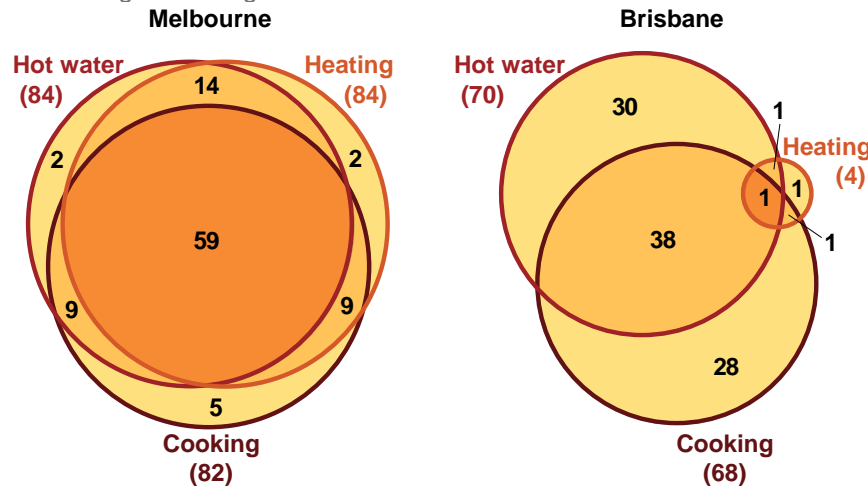 Melbourne
Hot water
(84)
Heating
(84)
14
2
2
59
9
9
5
Cooking
(82)
Brisbane
Hot water
(70)
30
1
Heating
(4)
1
1
38
1
28
Cooking
(68)